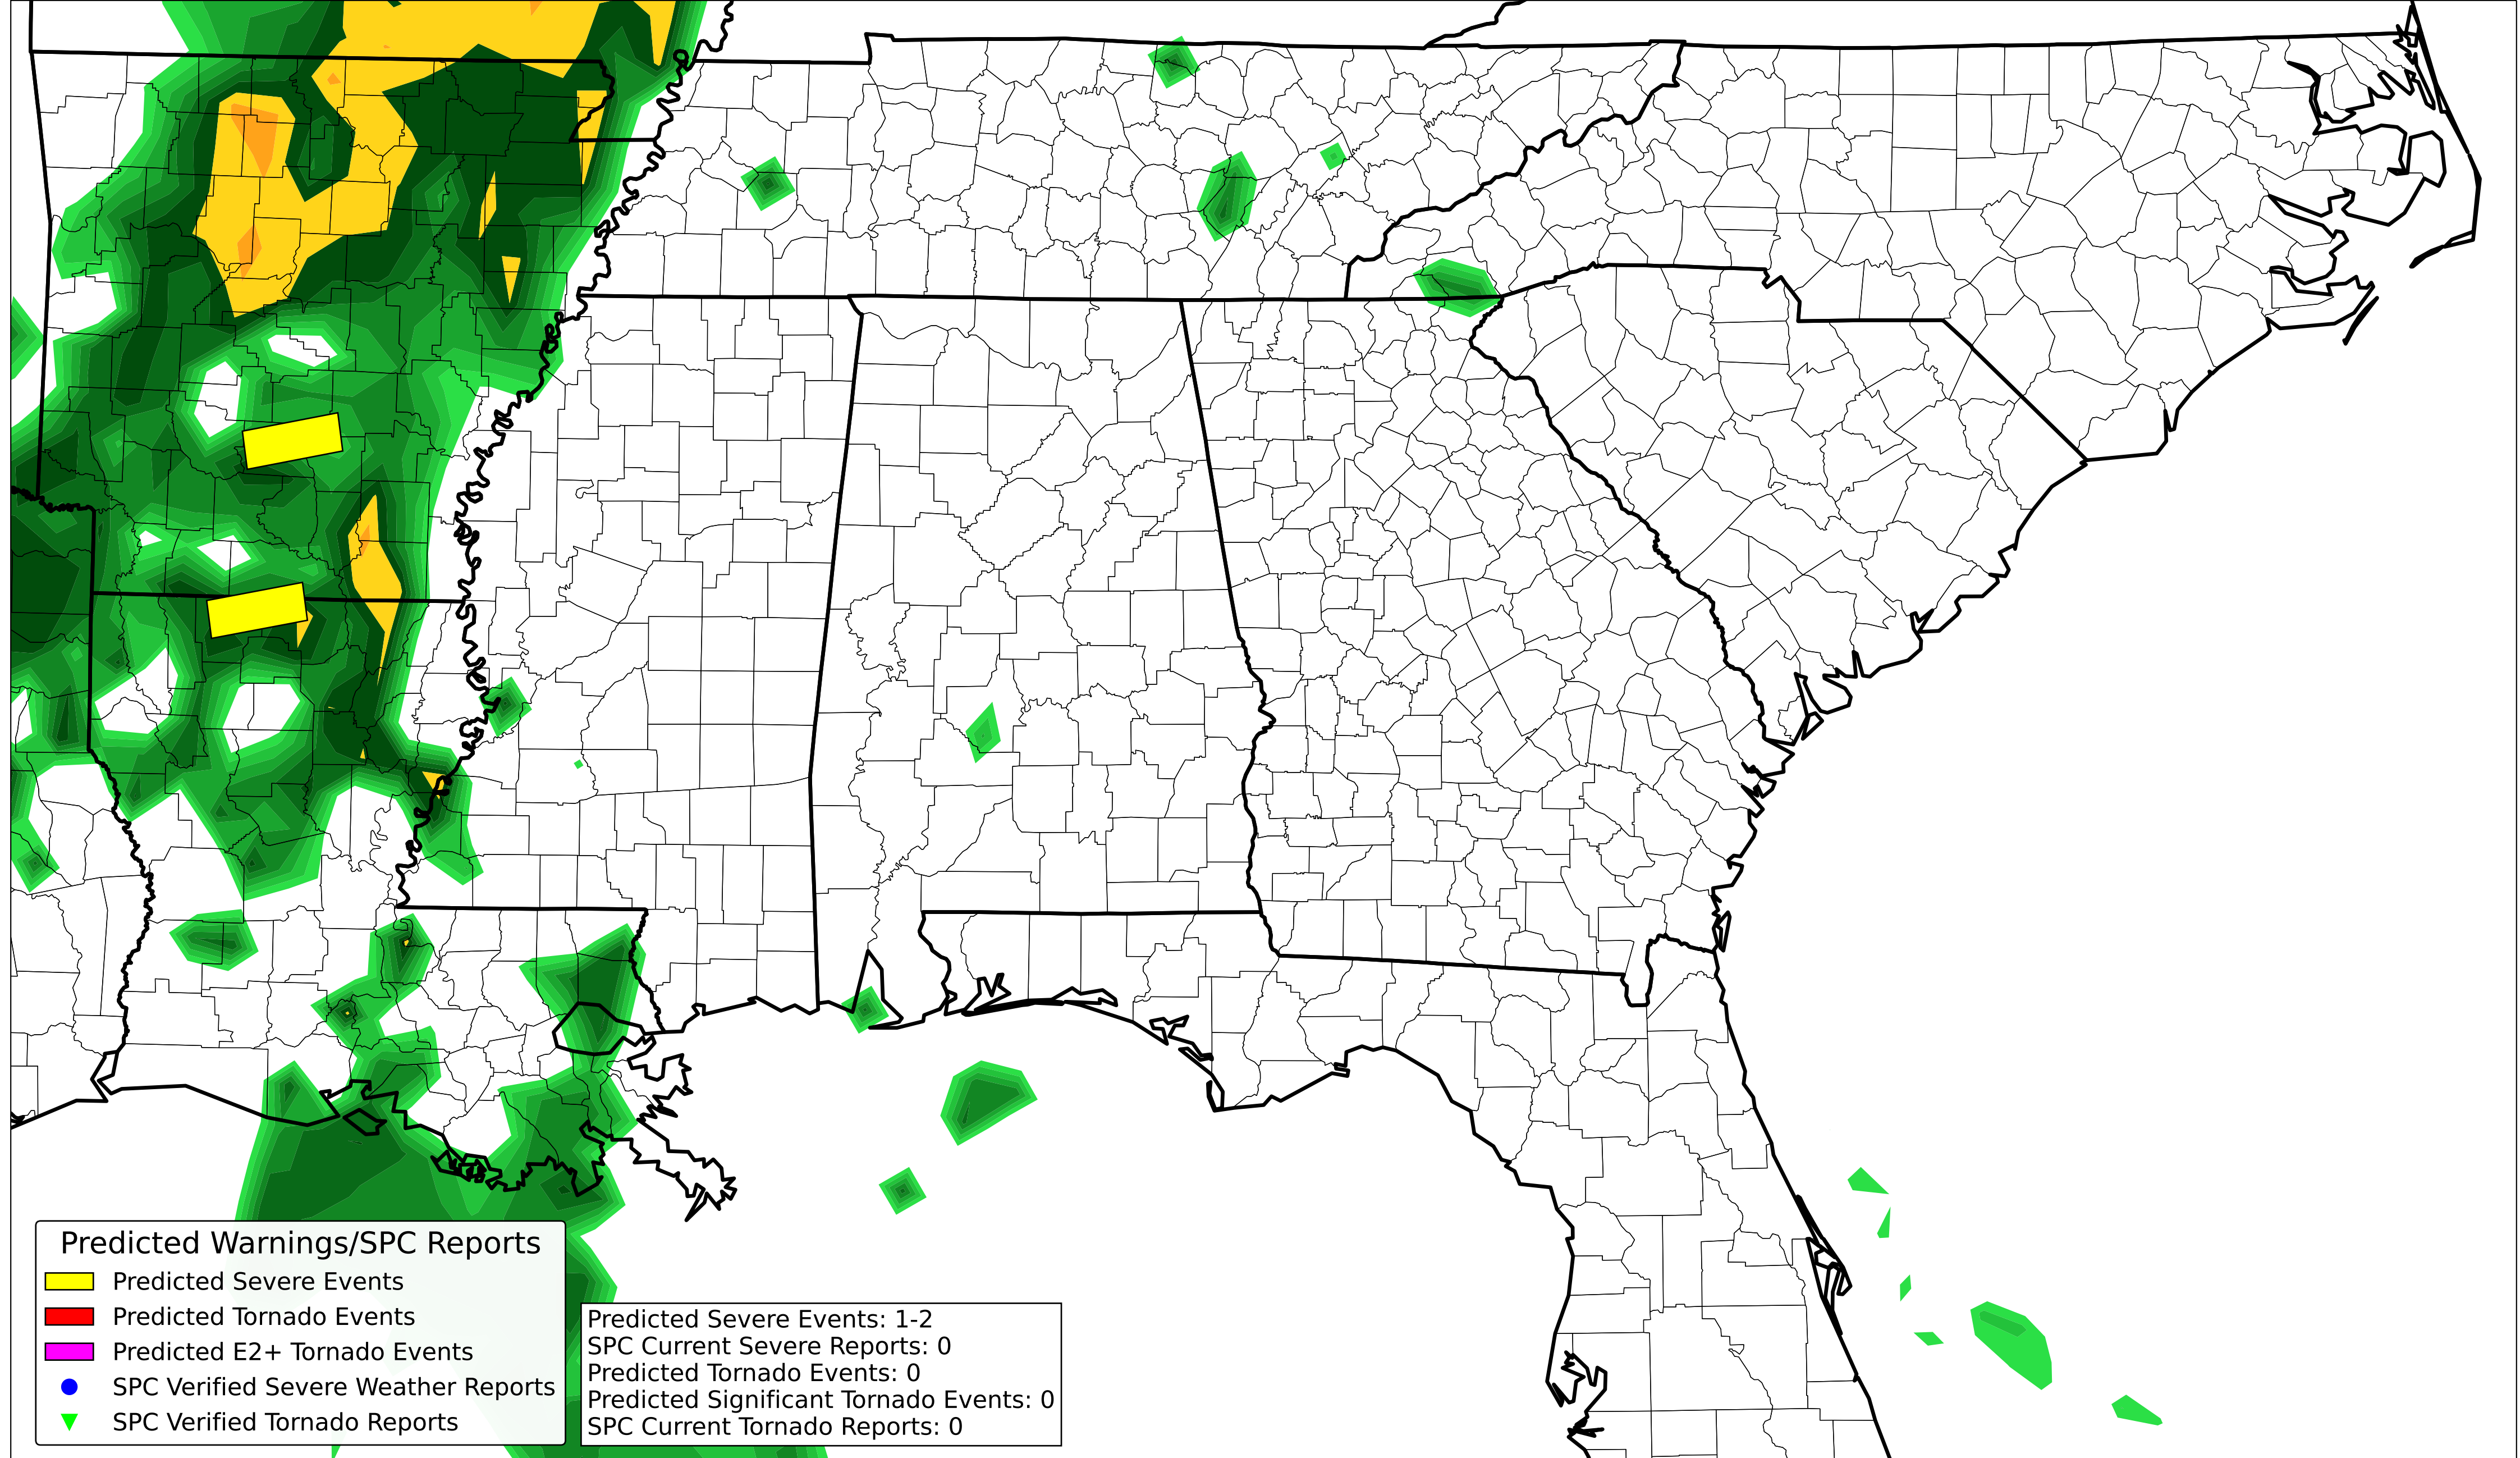 Predicted Warnings/SPC Reports
Predicted Severe Events
Predicted Tornado Events
Predicted E2+ Tornado Events
SPC Verified Severe Weather Reports
SPC Verified Tornado Reports
Predicted Severe Events: 1-2
SPC Current Severe Reports: 0
Predicted Tornado Events: 0
Predicted Significant Tornado Events: 0
SPC Current Tornado Reports: 0